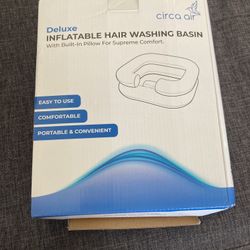 circa air
Deluxe
INFLATABLE HAIR WASHING BASIN
With Built-In Pillow For Supreme Comfort.
EASY TO USE
COMFORTABLE
PORTABLE & CONVENIENT